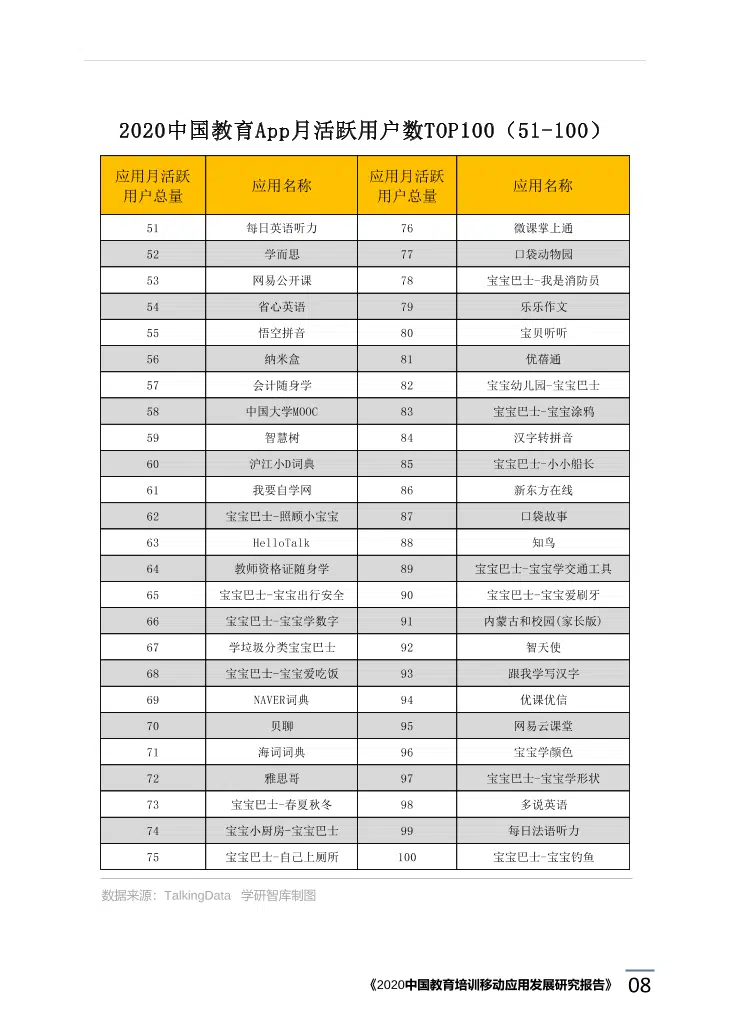 2020中国教育App月活跃用户数TOP100（51-100）
应用月活跃用户总量 应用名称 应用月活跃用户总量 应用名称
51 每日英语听力 76 微课掌上通
52 学而思 77 口袋动物园
53 网易公开课 78 宝宝巴士-我是消防员
54 省心英语 79 乐乐作文
55 悟空拼音 80 宝贝听听
56 纳米盒 81 优蓓通
57 会计随身学 82 宝宝幼儿园-宝宝巴士
58 中国大学MOOC 83 宝宝巴士-宝宝涂鸦
59 智慧树 84 汉字转拼音
60 沪江小D词典 85 宝宝巴士-小小船长
61 我要自学网 86 新东方在线
62 宝宝巴士-照顾小宝宝 87 口袋故事
63 HelloTalk 88 知鸟
64 教师资格证随身学 89 宝宝巴士-宝宝学交通工具
65 宝宝巴士-宝宝出行安全 90 宝宝巴士-宝宝爱刷牙
66 宝宝巴士-宝宝学数字 91 内蒙古和校园(家长版)
67 学垃圾分类宝宝巴士 92 智天使
68 宝宝巴士-宝宝爱吃饭 93 跟我学写汉字
69 NAVER词典 94 优课优信
70 贝聊 95 网易云课堂
71 海词词典 96 宝宝学颜色
72 雅思哥 97 宝宝巴士-宝宝学形状
73 宝宝巴士-春夏秋冬 98 多说英语
74 宝宝小厨房-宝宝巴士 99 每日法语听力
75 宝宝巴士-自己上厕所 100 宝宝巴士-宝宝钓鱼
数据来源：TalkingData 学研智库制图
《2020中国教育培训移动应用发展研究报告》 08